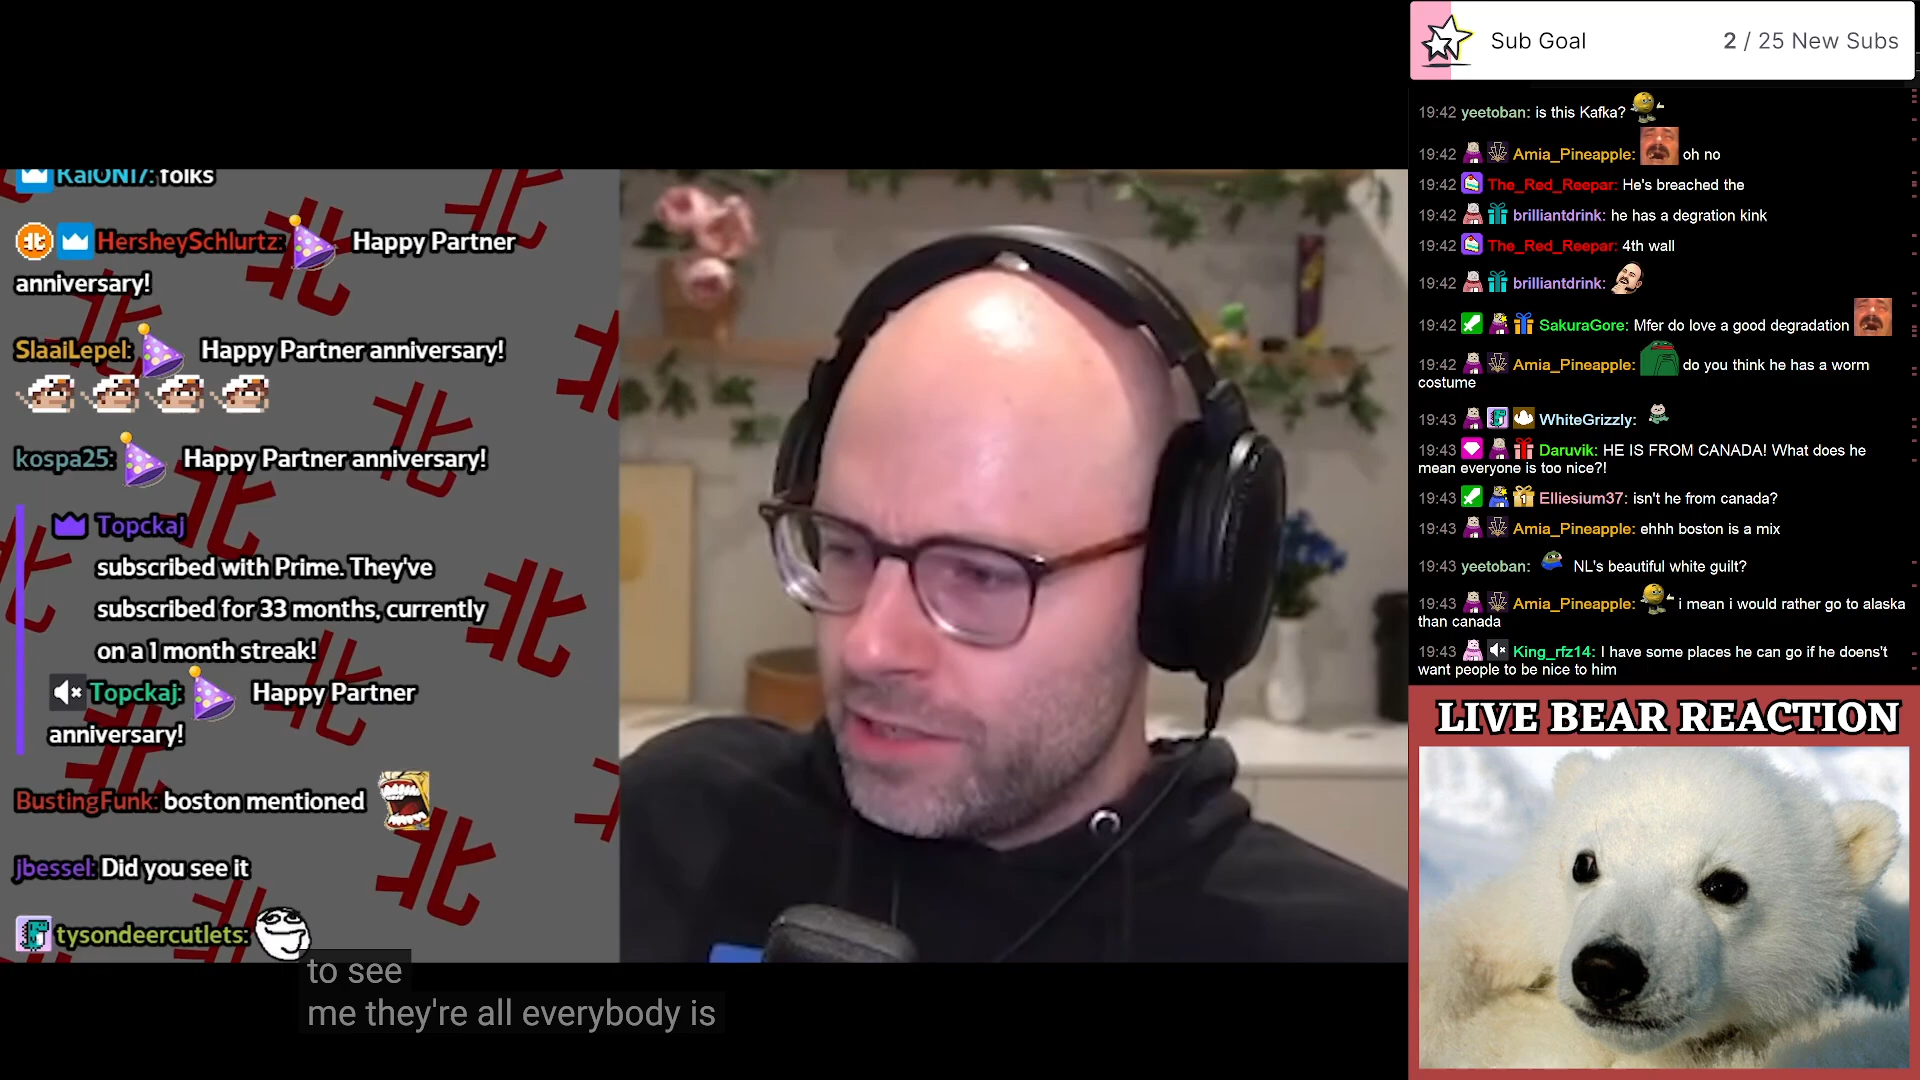 KalON17: folks
HersheySchlurtz: Happy Partner
anniversary!
SlaaiLepel: Happy Partner anniversary!
kospa25: Happy Partner anniversary!
Topckaj
subscribed with Prime. They've
subscribed for 33 months, currently
on a 1 month streak!
Topckaj: Happy Partner
anniversary!
BustingFunk: boston mentioned
jbessel: Did you see it
tysondeercutlets:
北
to see
me they're all everybody is
Sub Goal 2 / 25 New Subs
19:42 yeetoban: is this Kafka?
19:42 Amia_Pineapple: oh no
19:42 The_Red_Reepar: He's breached the
19:42 brilliantdrink: he has a degration kink
19:42 The_Red_Reepar: 4th wall
19:42 brilliantdrink:
19:42 SakuraGore: Mfer do love a good degradation
19:42 Amia_Pineapple: do you think he has a worm
costume
19:43 WhiteGrizzly:
19:43 Daruvik: HE IS FROM CANADA! What does he
mean everyone is too nice?!
19:43 Elliesium37: isn't he from canada?
19:43 Amia_Pineapple: ehhh boston is a mix
19:43 yeetoban: NL's beautiful white guilt?
19:43 Amia_Pineapple: i mean i would rather go to alaska
than canada
19:43 King_rfz14: I have some places he can go if he doens't
want people to be nice to him
LIVE BEAR REACTION